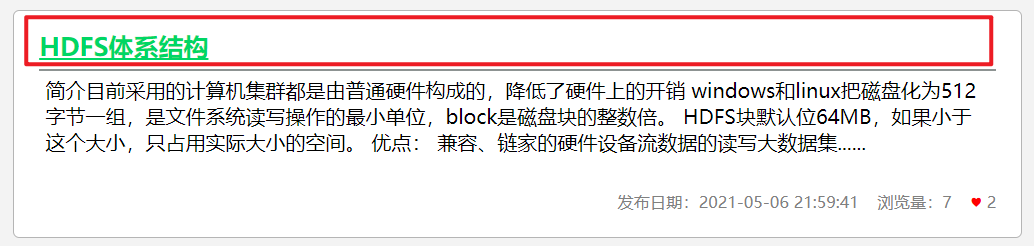 HDFS体系结构
简介目前采用的计算机集群都是由普通硬件构成的，降低了硬件上的开销 windows和linux把磁盘化为512
字节一组，是文件系统读写操作的最小单位，block是磁盘块的整数倍。 HDFS块默认位64MB，如果小于
这个大小，只占用实际大小的空间。 优点： 兼容、链家的硬件设备流数据的读写大数据集......
发布日期：2021-05-06 21:59:41 浏览量：7 ♥ 2